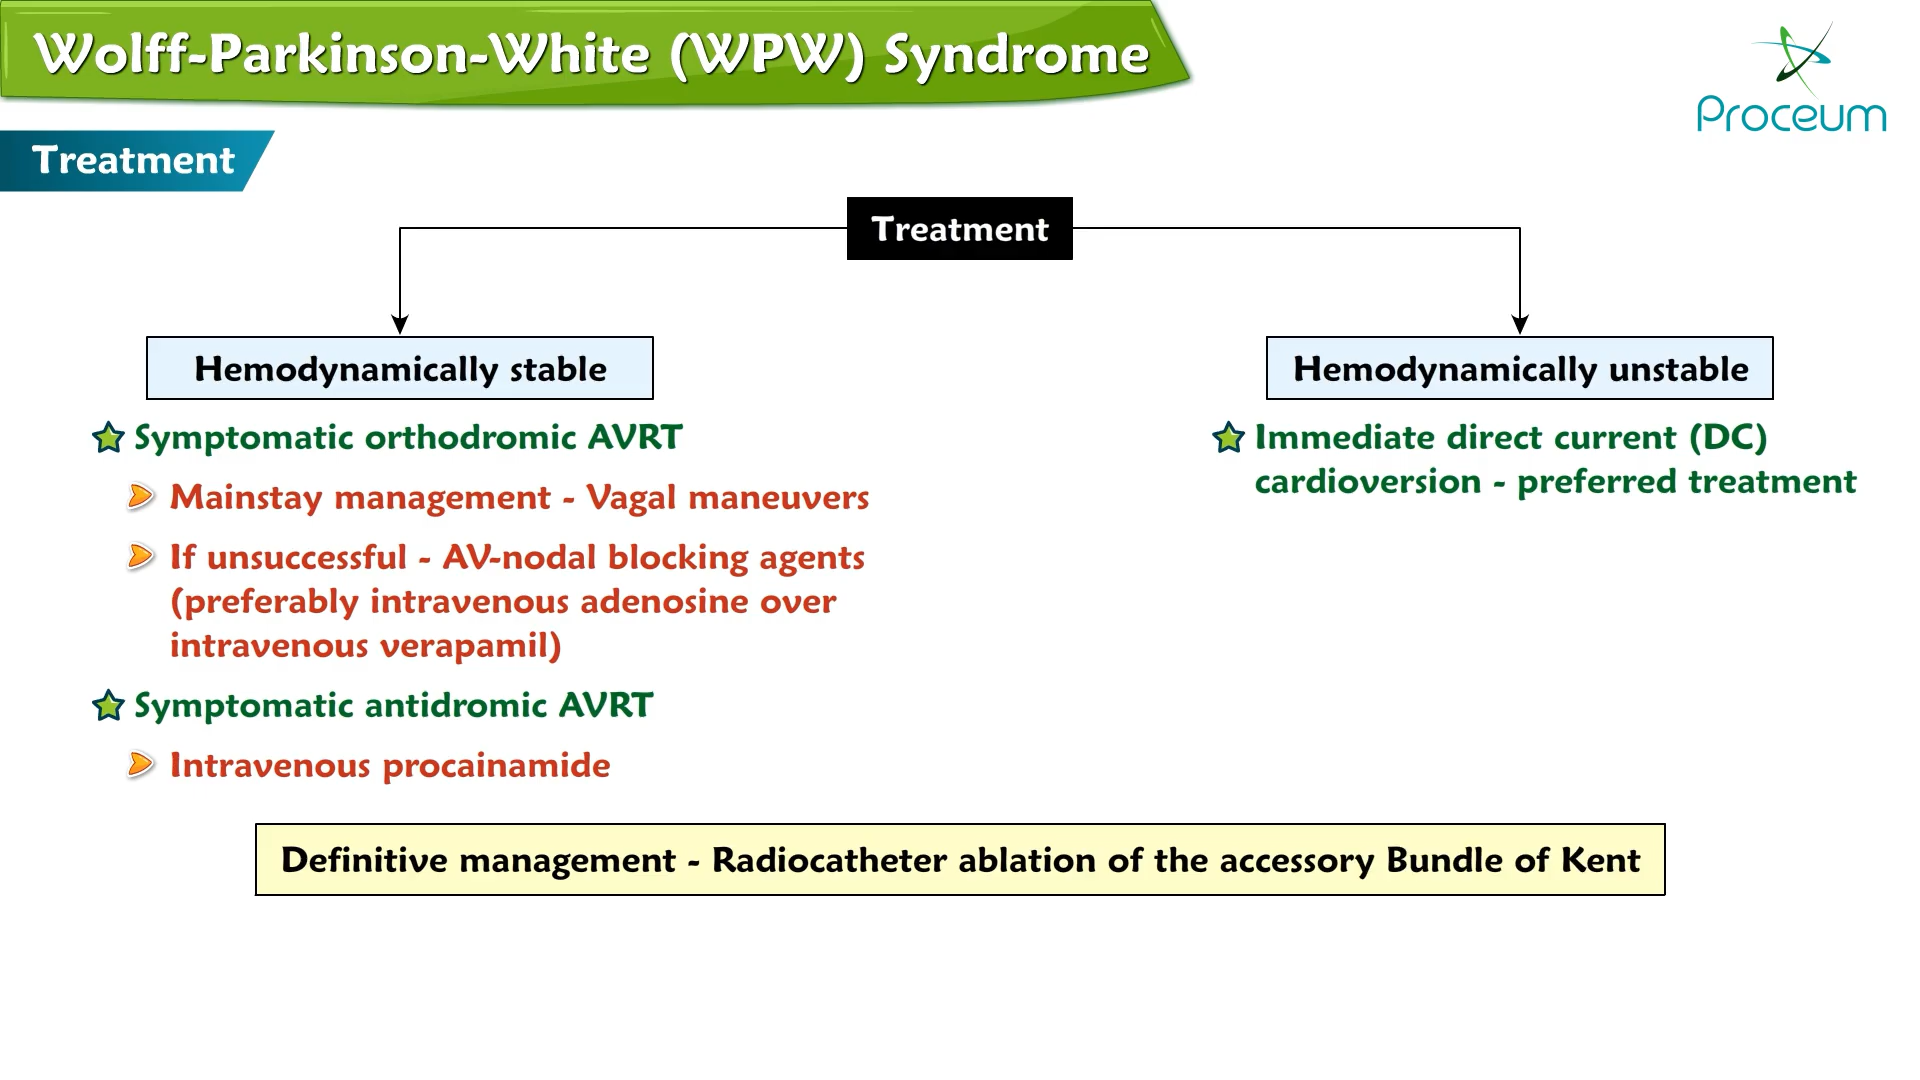 Wolff-Parkinson-White (WPW) Syndrome
Proceum
Treatment
Treatment
Hemodynamically stable
Symptomatic orthodromic AVRT
Mainstay management - Vagal maneuvers
If unsuccessful - AV-nodal blocking agents
(preferably intravenous adenosine over
intravenous verapamil)
Symptomatic antidromic AVRT
Intravenous procainamide
Hemodynamically unstable
Immediate direct current (DC)
cardioversion - preferred treatment
Definitive management - Radiocatheter ablation of the accessory Bundle of Kent